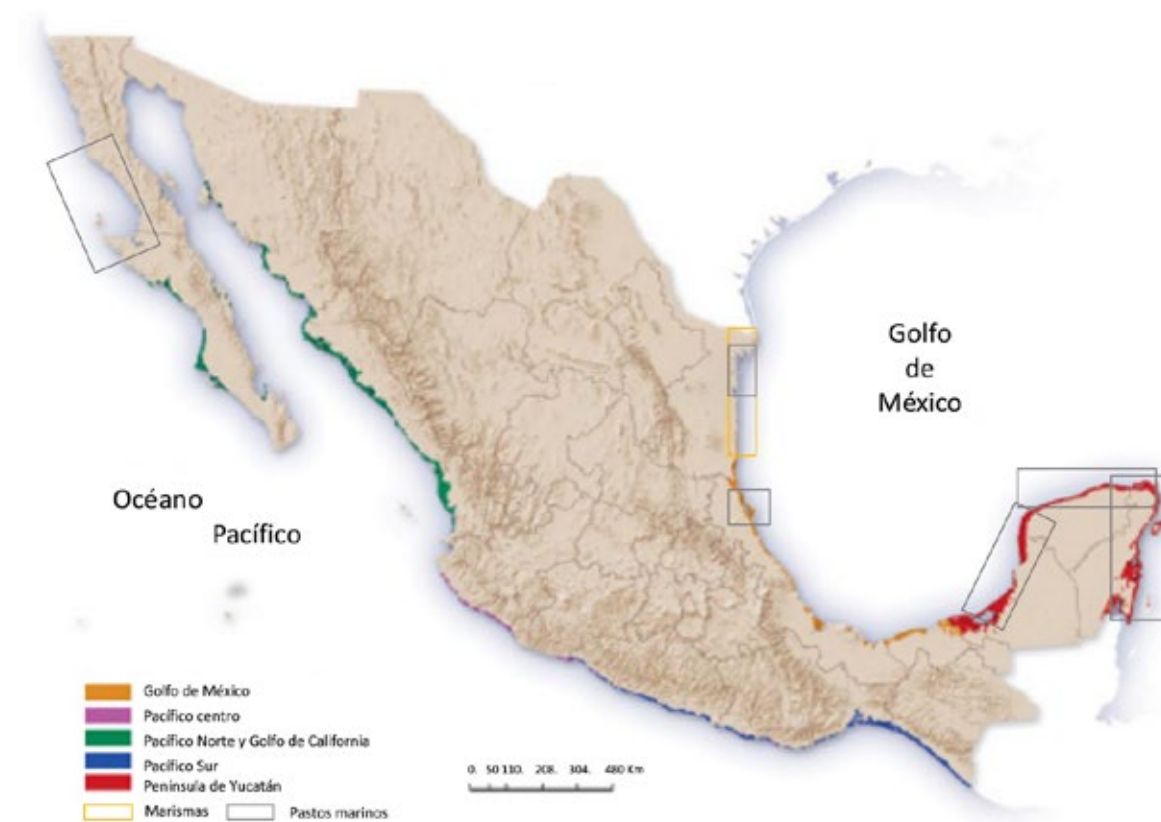 Golfo
de
México
Océano
Pacífico
Golfo de México
Pacífico centro
Pacífico Norte y Golfo de California
Pacífico Sur
Peninsula de Yucatán
Marismas Pastos marinos
0. 50 110. 208. 304. 480 Km